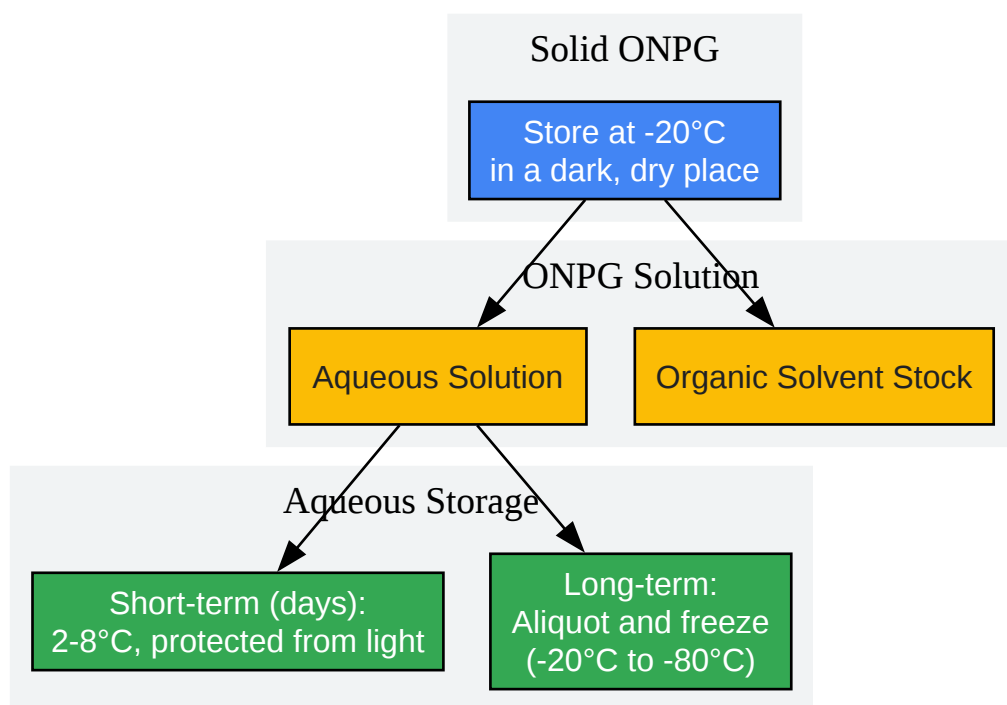 Solid ONPG
Store at -20°C
in a dark, dry place
ONPG Solution
Aqueous Solution
Organic Solvent Stock
Aqueous Storage
Short-term (days):
2-8°C, protected from light
Long-term:
Aliquot and freeze
(-20°C to -80°C)